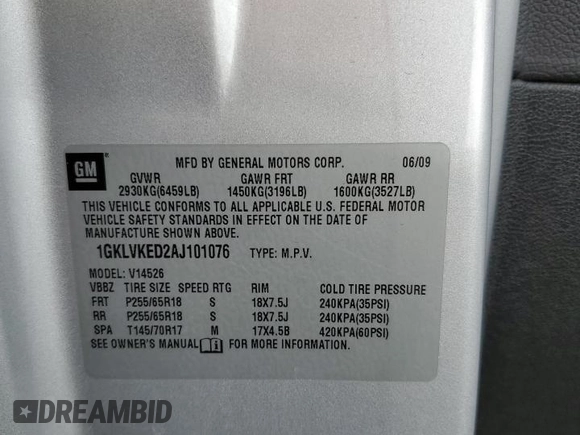 GM
MFD BY GENERAL MOTORS CORP. 06/09
GVWR GAWR FRT GAWR RR
2930KG(6459LB) 1450KG(3196LB) 1600KG(3527LB)
THIS VEHICLE CONFORMS TO ALL APPLICABLE U.S. FEDERAL MOTOR
VEHICLE SAFETY STANDARDS IN EFFECT ON THE DATE OF
MANUFACTURE SHOWN ABOVE.
1GKLVKED2AJ101076 TYPE: M.P.V.
MODEL: V14526
VBBZ TIRE SIZE SPEED RTG RIM COLD TIRE PRESSURE
FRT P255/65R18 S 18X7.5J 240KPA(35PSI)
RR P255/65R18 S 18X7.5J 240KPA(35PSI)
SPA T145/70R17 M 17X4.5B 420KPA(60PSI)
SEE OWNER'S MANUAL FOR MORE INFORMATION.
DREAMBID